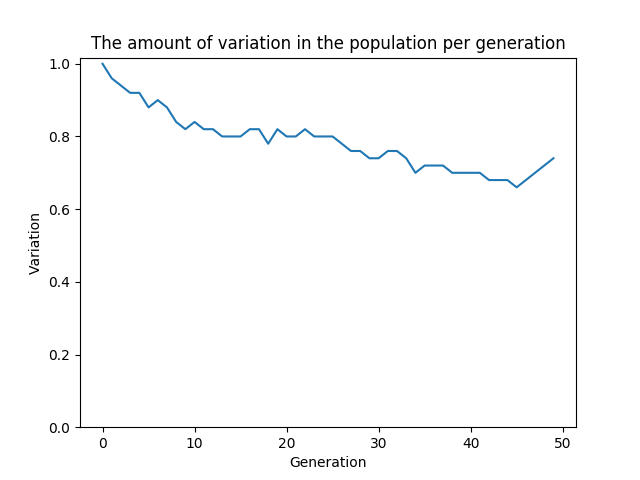 The amount of variation in the population per generation
1.0
0.8
0.6
0.4
0.2
0.0
Variation
0 10 20 30 40 50
Generation